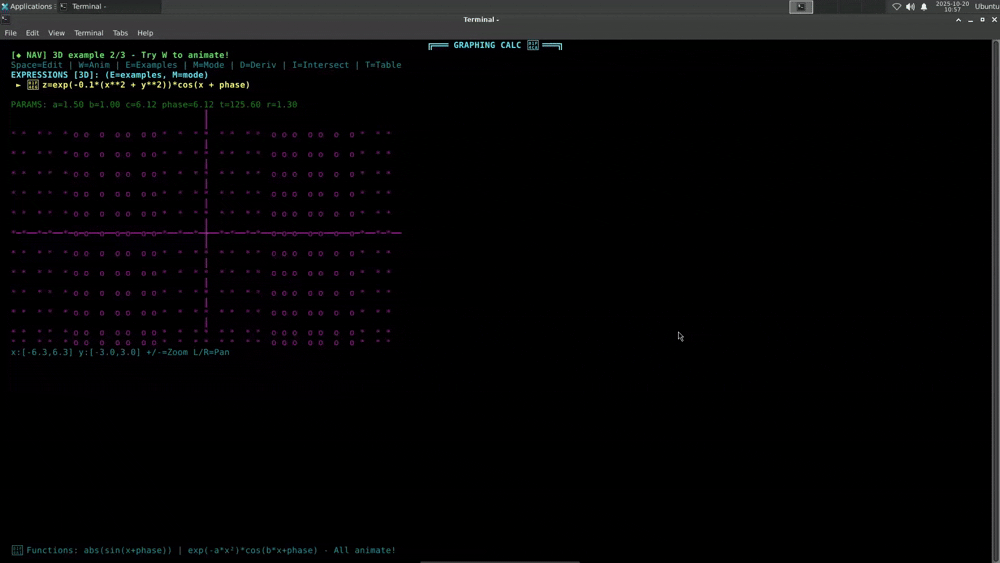 Applications Terminal - 2025-10-20 10:57 Ubuntu
Terminal -
File Edit View Terminal Tabs Help
GRAPHING CALC
[◆ NAV] 3D example 2/3 - Try W to animate!
Space=Edit | W=Anim | E=Examples | M=Mode | D=Deriv | I=Intersect | T=Table
EXPRESSIONS [3D]: (E=examples, M=mode)
► z=exp(-0.1*(x**2 + y**2))*cos(x + phase)
PARAMS: a=1.50 b=1.00 c=6.12 phase=6.12 t=125.60 r=1.30
x:[-6.3,6.3] y:[-3.0,3.0] +/-=Zoom L/R=Pan
Functions: abs(sin(x+phase)) | exp(-a*x²)*cos(b*x+phase) - All animate!